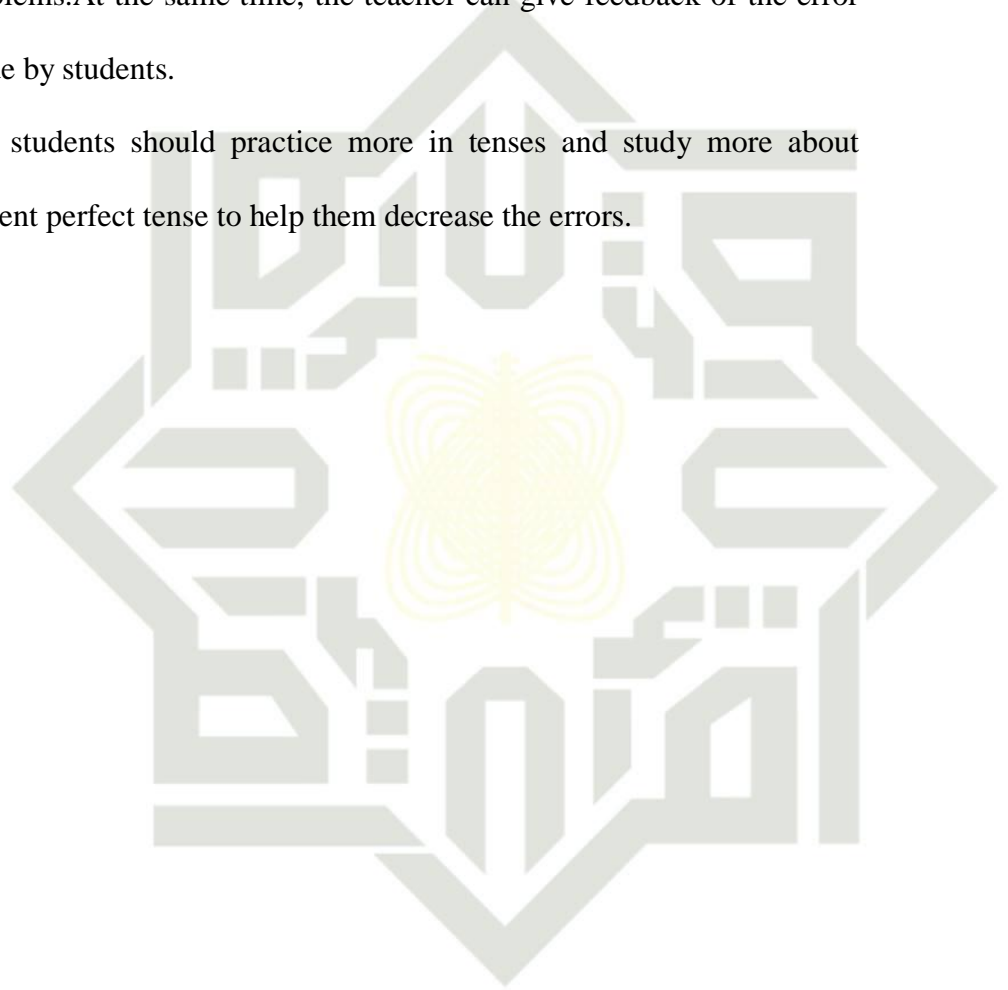 lems.At the same time, the teacher can give feedback of the error
e by students.
students should practice more in tenses and study more about
ent perfect tense to help them decrease the errors.